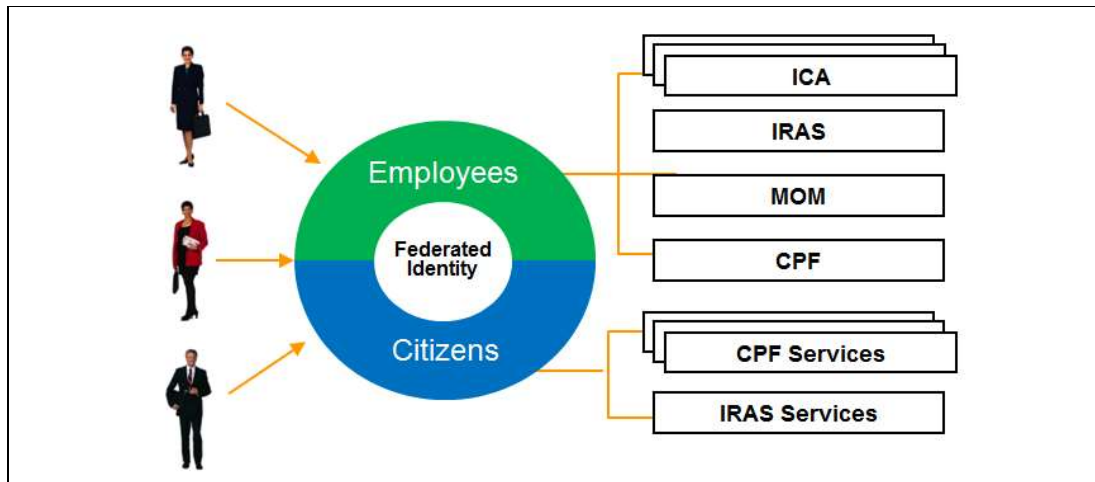 Employees
Federated
Identity
Citizens
ICA
IRAS
MOM
CPF
CPF Services
IRAS Services